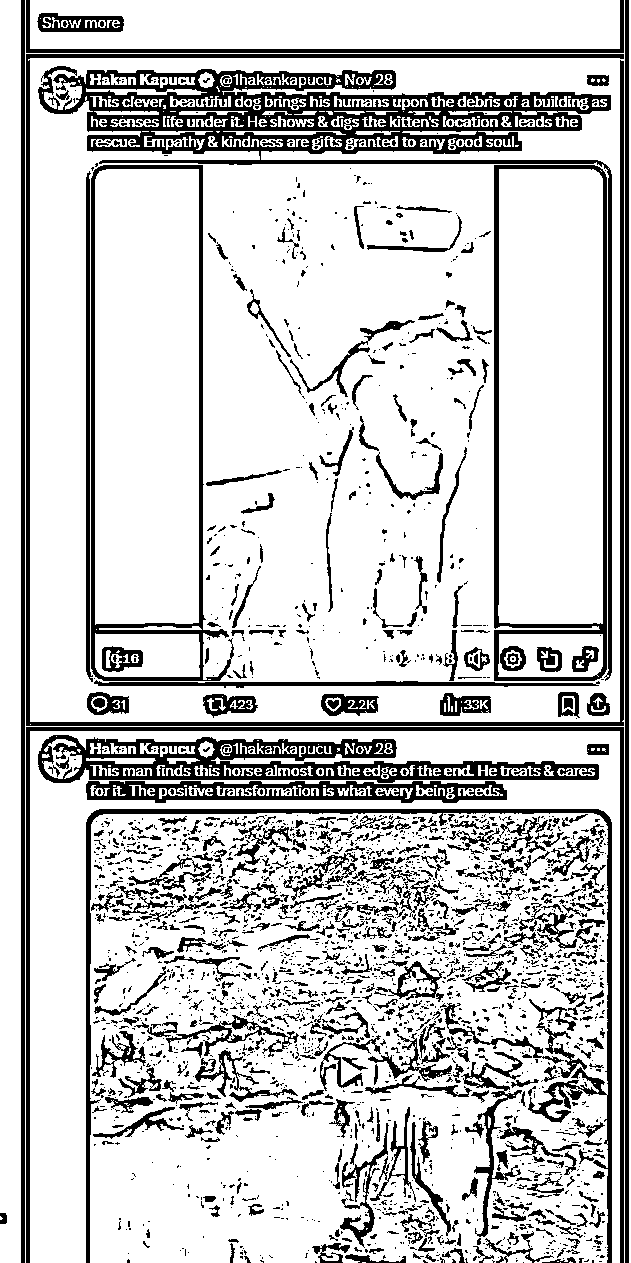 Show more
Hakan Kapucu @1hakankapucu · Nov 28
This clever, beautiful dog brings his humans upon the debris of a building as
he senses life under it. He shows & digs the kitten's location & leads the
rescue. Empathy & kindness are gifts granted to any good soul.
0:16
31 423 2.2K 33K
Hakan Kapucu @1hakankapucu · Nov 28
This man finds this horse almost on the edge of the end. He treats & cares
for it. The positive transformation is what every being needs.